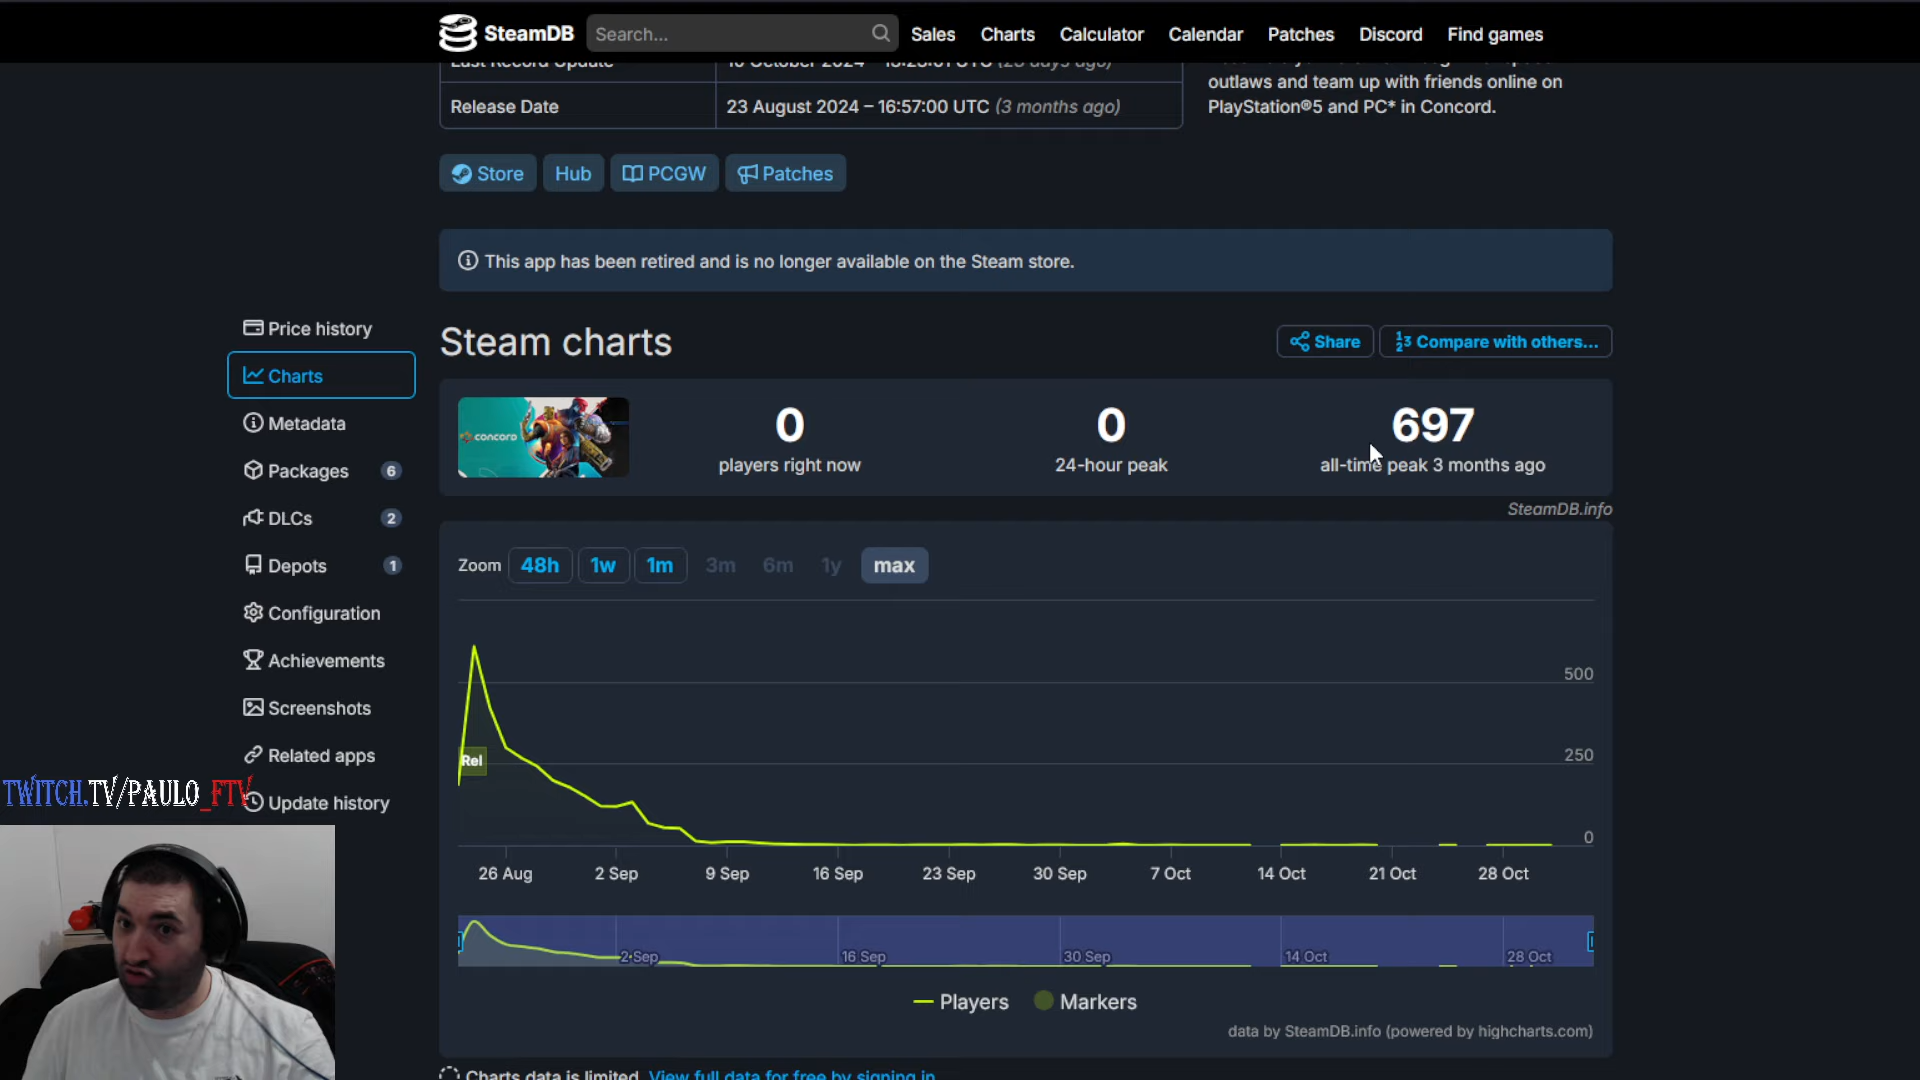 SteamDB Search... Sales Charts Calculator Calendar Patches Discord Find games
Last Record Update
Release Date 23 August 2024 – 16:57:00 UTC (3 months ago)
outlaws and team up with friends online on
PlayStation®5 and PC* in Concord.
Store Hub PCGW Patches
This app has been retired and is no longer available on the Steam store.
Price history
Charts
Metadata
Packages 6
DLCs 2
Depots 1
Configuration
Achievements
Screenshots
Related apps
Update history
Steam charts
Share Compare with others...
concord
0
players right now
0
24-hour peak
697
all-time peak 3 months ago
SteamDB.info
Zoom 48h 1w 1m 3m 6m 1y max
500
250
0
Rel
26 Aug 2 Sep 9 Sep 16 Sep 23 Sep 30 Sep 7 Oct 14 Oct 21 Oct 28 Oct
2 Sep 16 Sep 30 Sep 14 Oct 28 Oct
Players Markers
data by SteamDB.info (powered by highcharts.com)
Charts data is limited. View full data for free by signing in
TWITCH.TV/PAULO_FTV